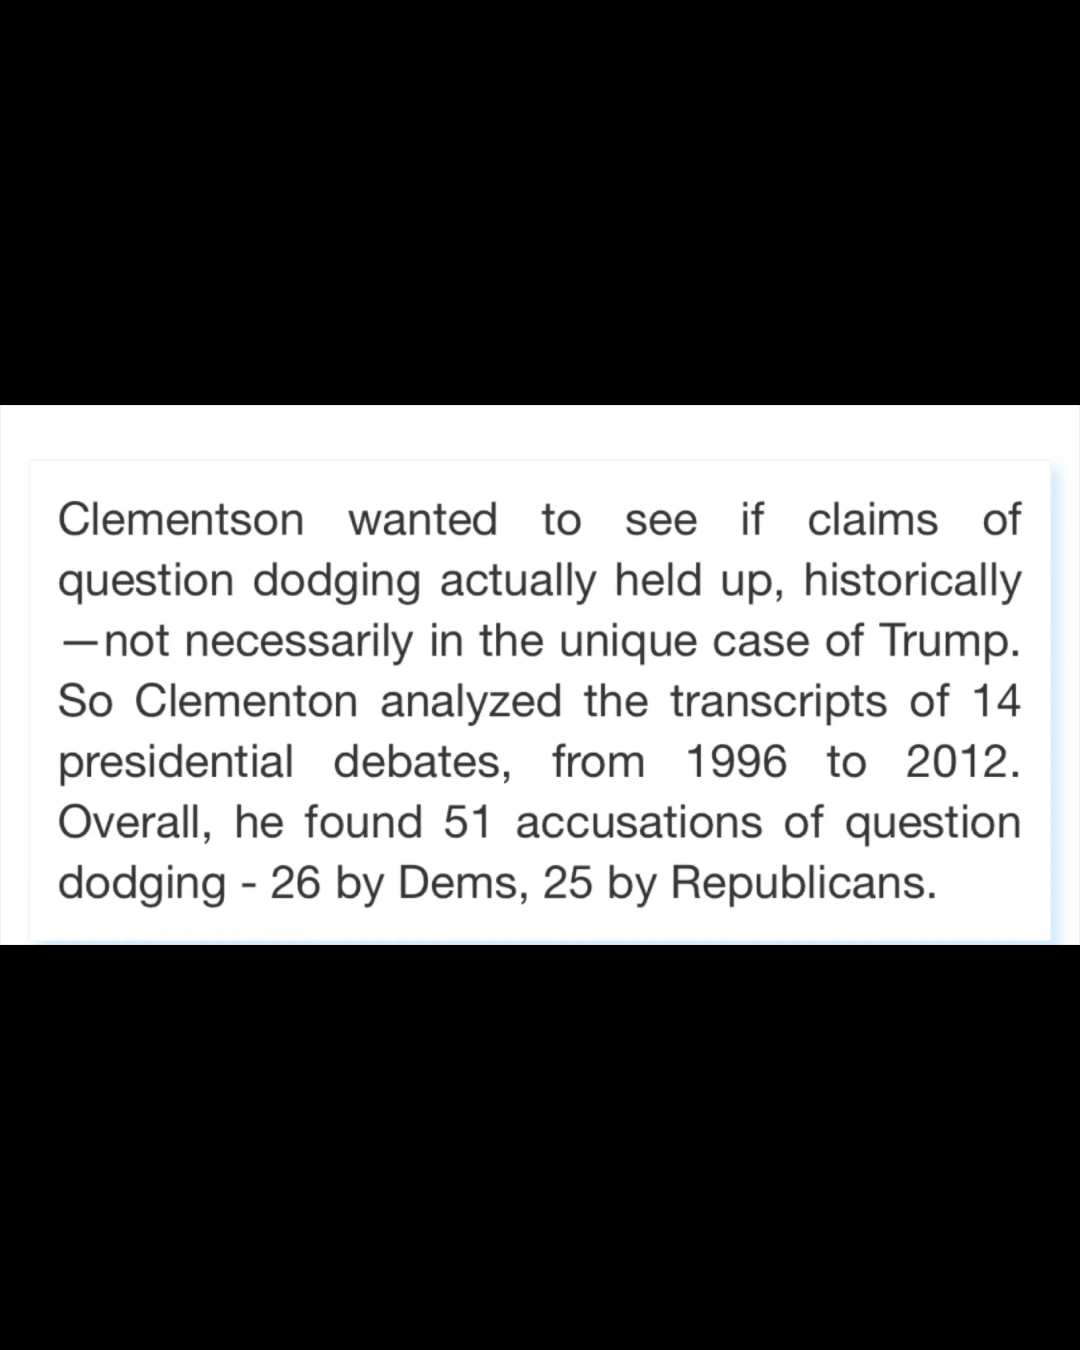 Clementson wanted to see if claims of
question dodging actually held up, historically
—not necessarily in the unique case of Trump.
So Clementon analyzed the transcripts of 14
presidential debates, from 1996 to 2012.
Overall, he found 51 accusations of question
dodging - 26 by Dems, 25 by Republicans.